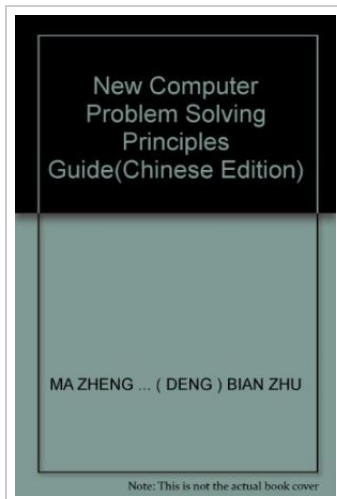 New Computer
Problem Solving
Principles
Guide(Chinese Edition)
MA ZHENG ... ( DENG ) BIAN ZHU
Note: This is not the actual book cover